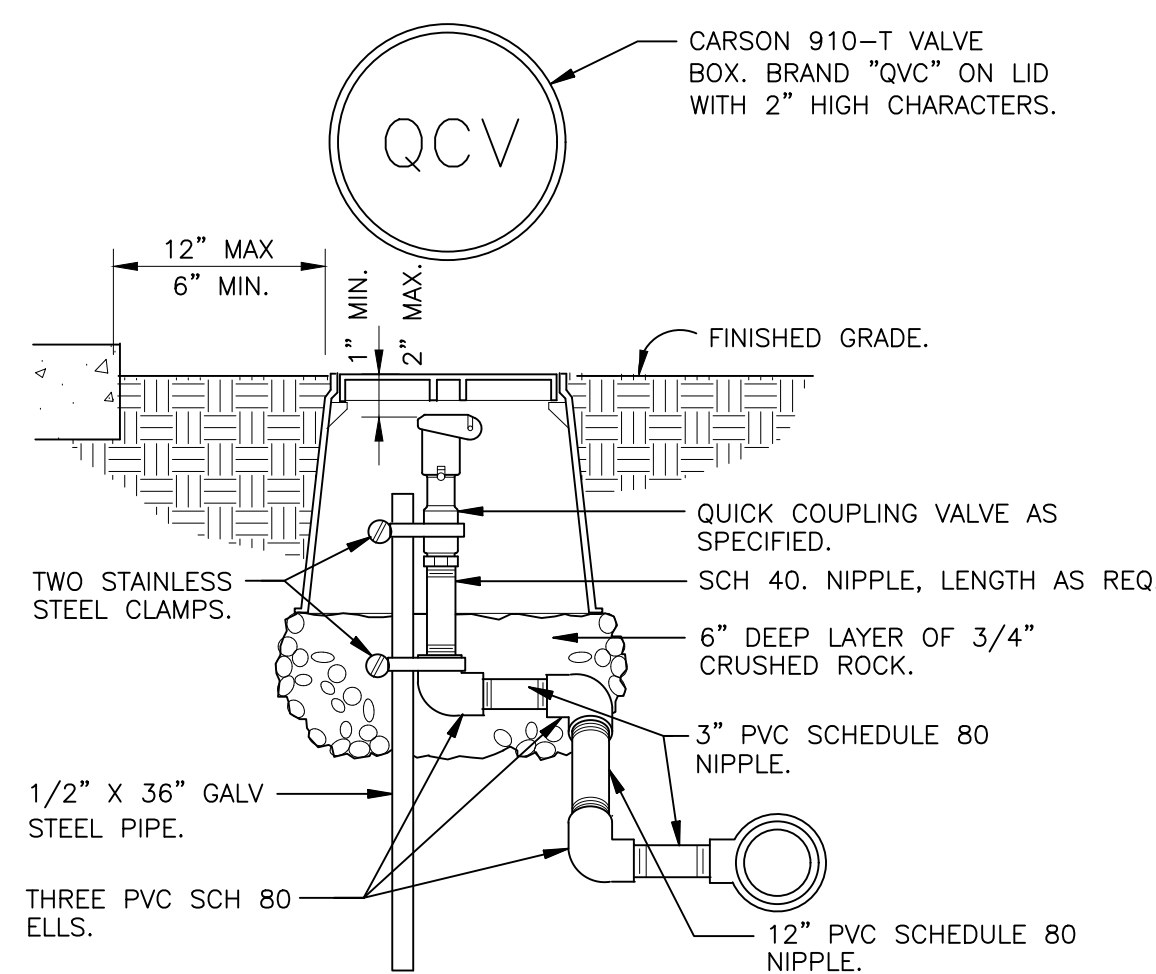 CARSON 910-T VALVE
BOX. BRAND "QVC" ON LID
WITH 2" HIGH CHARACTERS.
QCV
12" MAX
6" MIN.
1" MIN.
2" MAX.
FINISHED GRADE.
QUICK COUPLING VALVE AS
SPECIFIED.
TWO STAINLESS
STEEL CLAMPS.
SCH 40. NIPPLE, LENGTH AS REQ
6" DEEP LAYER OF 3/4"
CRUSHED ROCK.
3" PVC SCHEDULE 80
NIPPLE.
1/2" X 36" GALV
STEEL PIPE.
THREE PVC SCH 80
ELLS.
12" PVC SCHEDULE 80
NIPPLE.